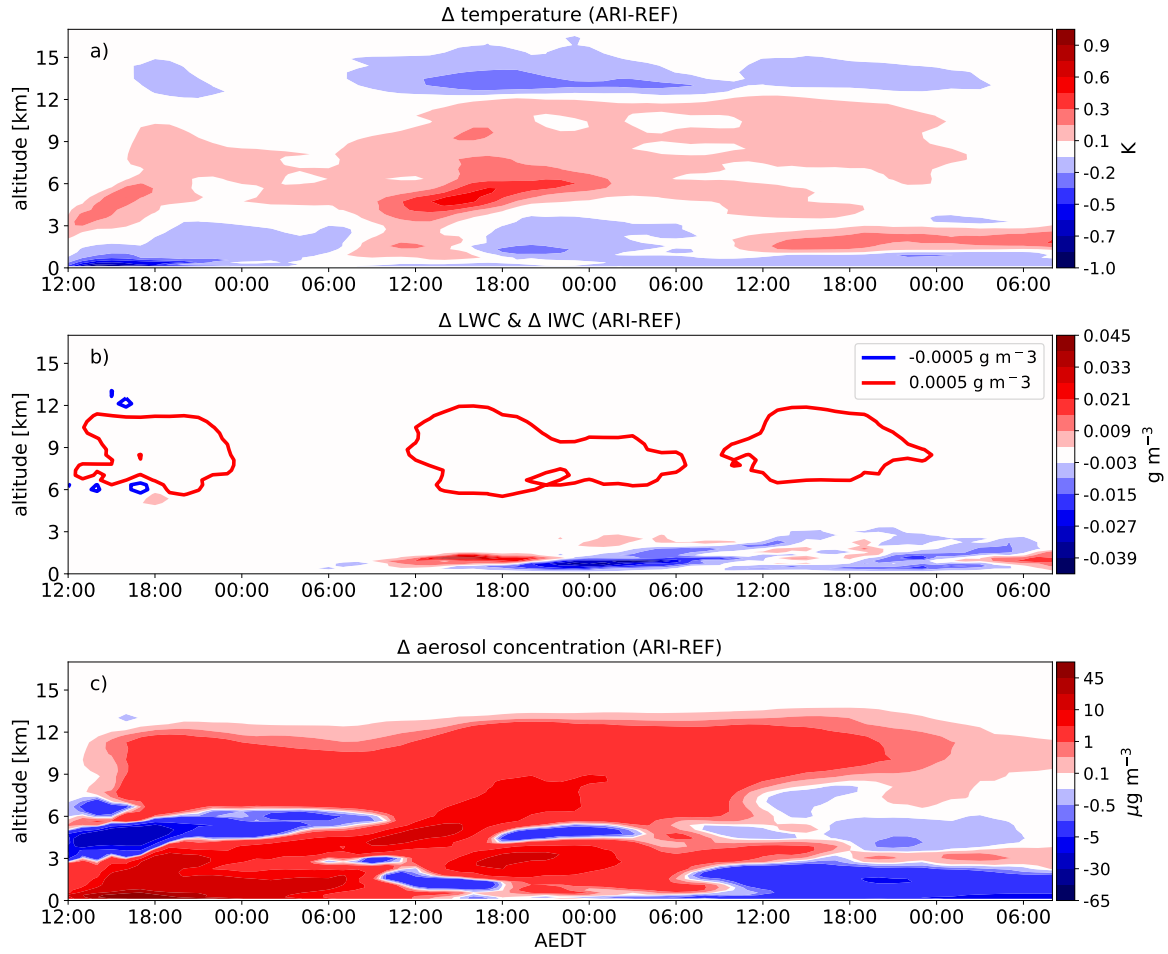 Δ temperature (ARI-REF)
a)
altitude [km]
15
12
9
6
3
0
12:00 18:00 00:00 06:00 12:00 18:00 00:00 06:00 12:00 18:00 00:00 06:00
0.9
0.6
0.3
0.1
-0.2
-0.5
-0.7
-1.0
K
Δ LWC & Δ IWC (ARI-REF)
b)
-0.0005 g m−3
0.0005 g m−3
altitude [km]
15
12
9
6
3
0
12:00 18:00 00:00 06:00 12:00 18:00 00:00 06:00 12:00 18:00 00:00 06:00
0.045
0.033
0.021
0.009
-0.003
-0.015
-0.027
-0.039
g m⁻³
Δ aerosol concentration (ARI-REF)
c)
altitude [km]
15
12
9
6
3
0
12:00 18:00 00:00 06:00 12:00 18:00 00:00 06:00 12:00 18:00 00:00 06:00
AEDT
45
10
1
0.1
-0.5
-5
-30
-65
μg m⁻³